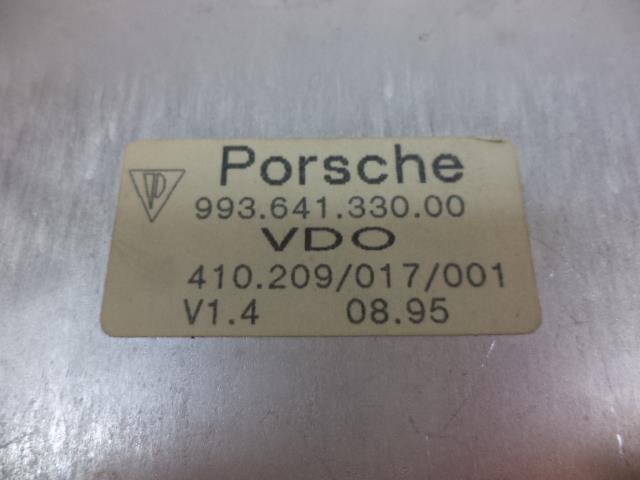 Porsche
993.641.330.00
VDO
410.209/017/001
V1.4 08.95